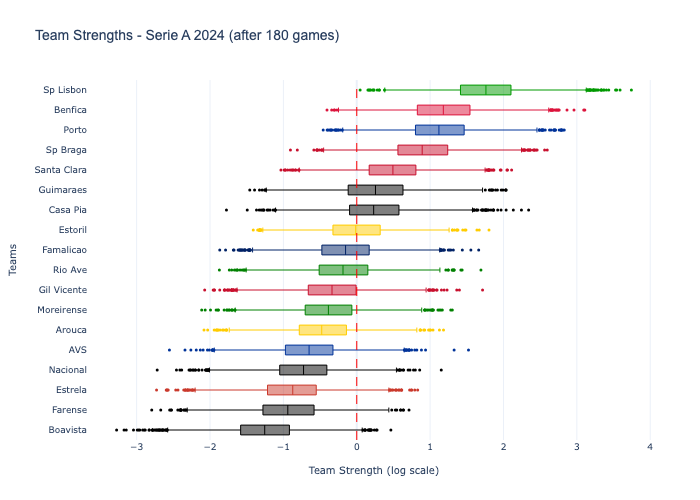 Team Strengths - Serie A 2024 (after 180 games)
Sp Lisbon
Benfica
Porto
Sp Braga
Santa Clara
Guimaraes
Casa Pia
Estoril
Famalicao
Rio Ave
Gil Vicente
Moreirense
Arouca
AVS
Nacional
Estrela
Farense
Boavista
Teams
−3 −2 −1 0 1 2 3 4
Team Strength (log scale)